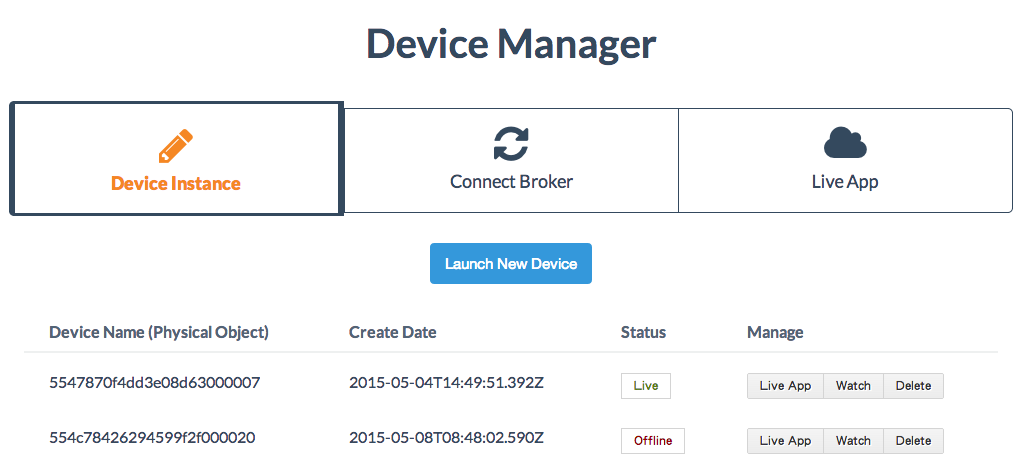 Device Manager
Device Instance Connect Broker Live App
Launch New Device
Device Name (Physical Object) Create Date Status Manage
5547870f4dd3e08d63000007 2015-05-04T14:49:51.392Z Live Live App Watch Delete
554c78426294599f2f000020 2015-05-08T08:48:02.590Z Offline Live App Watch Delete